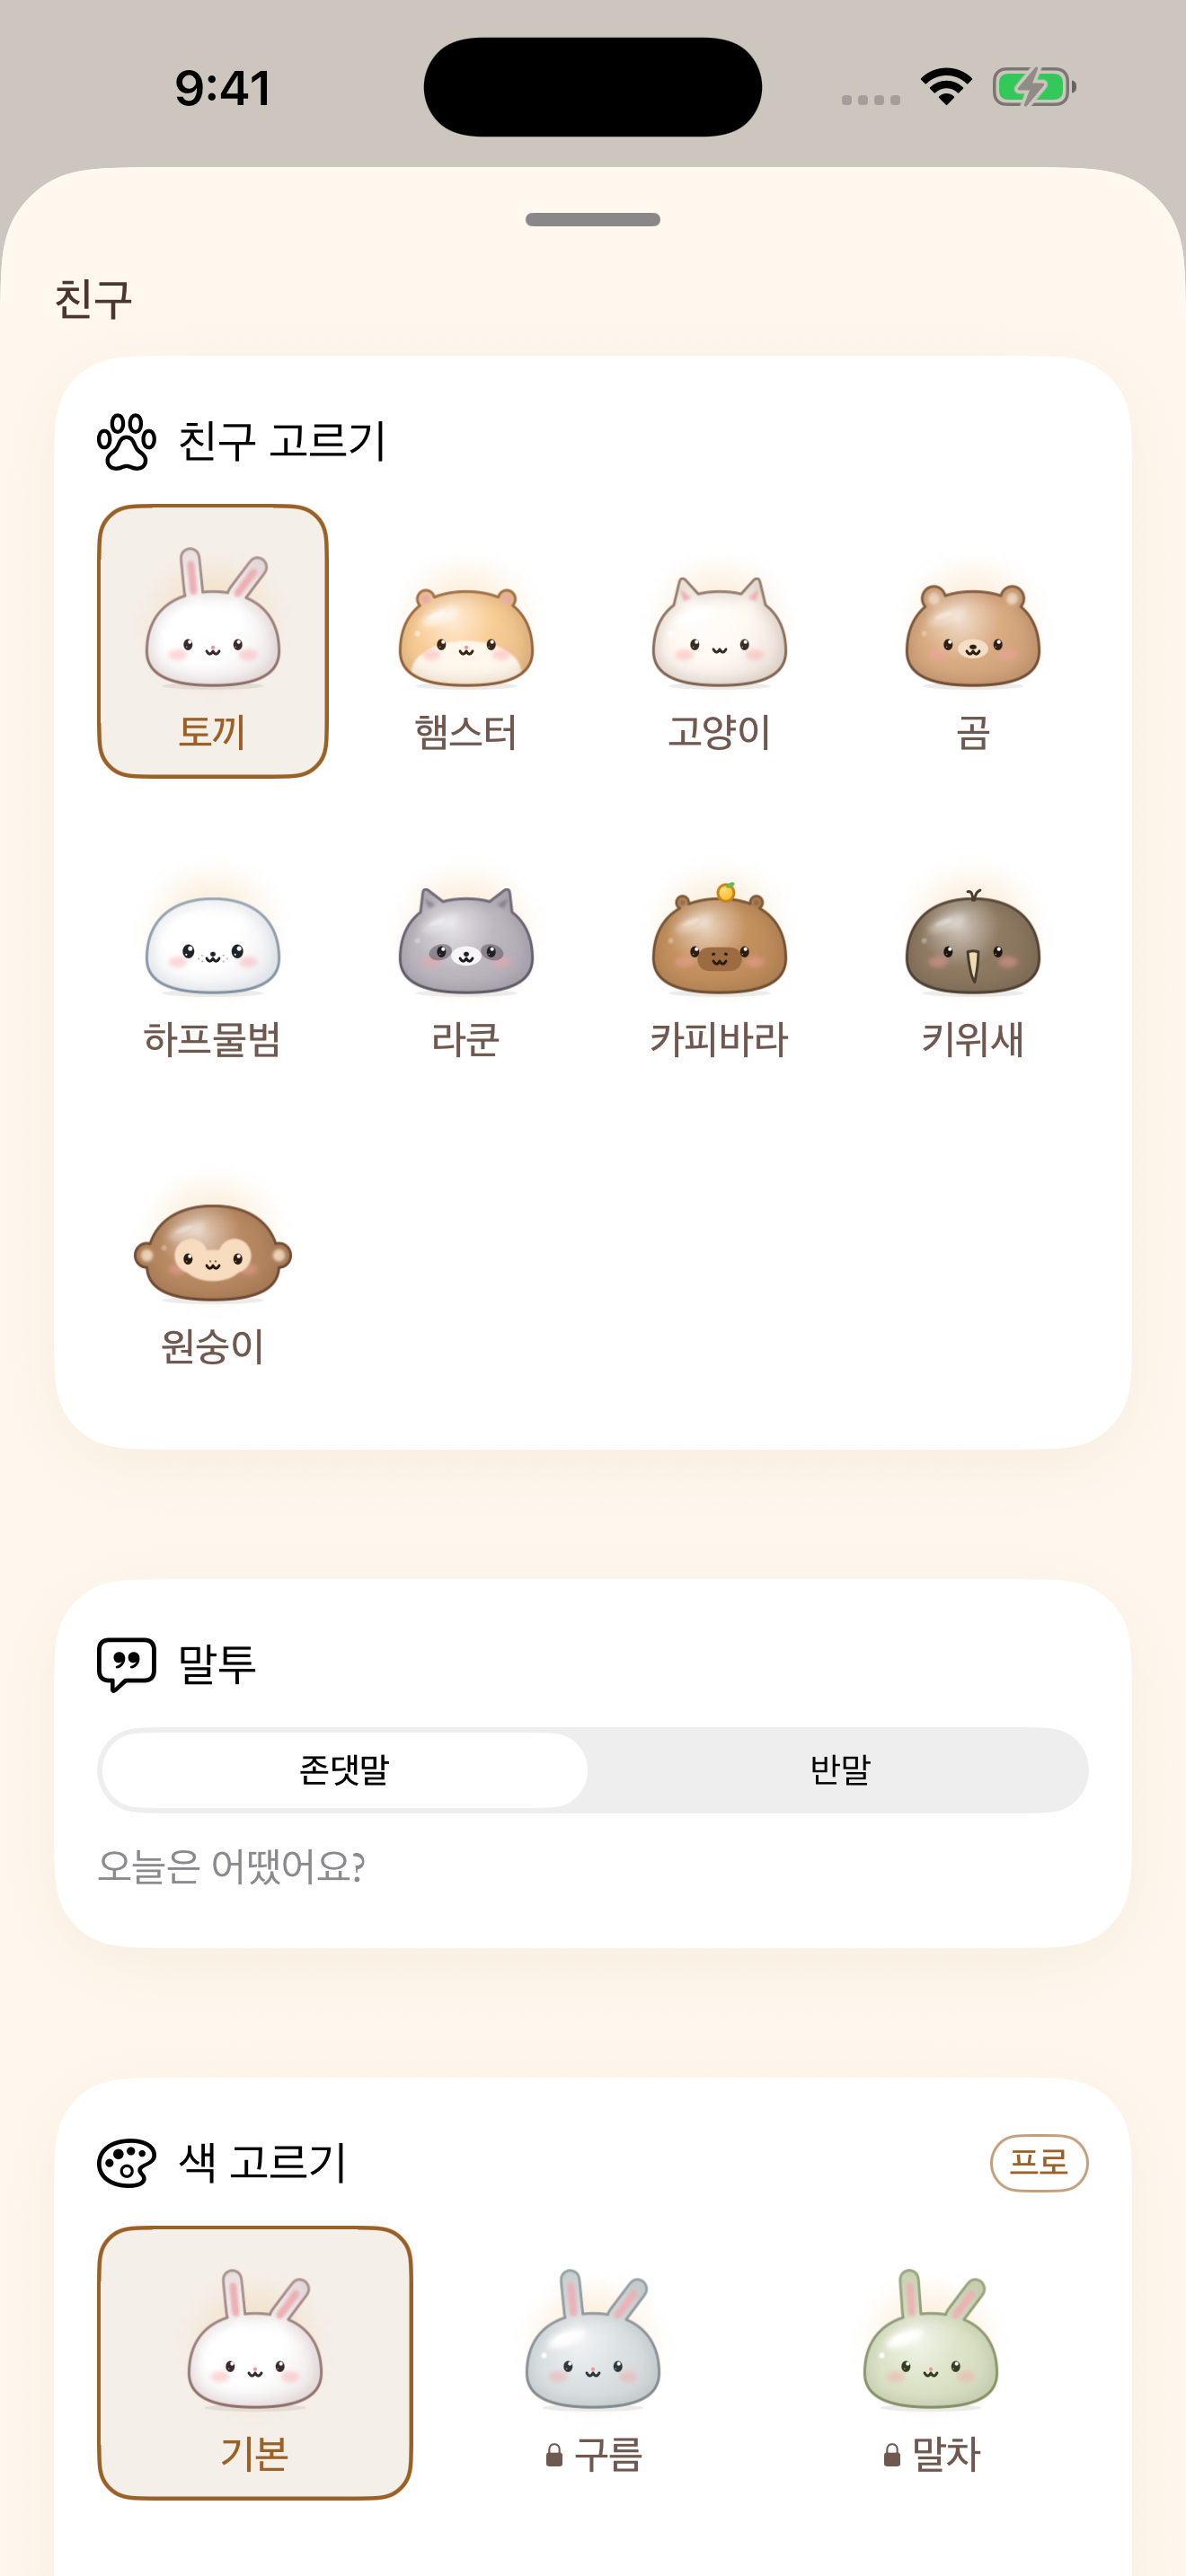 9:41
친구
친구 고르기
토끼
햄스터
고양이
곰
하프물범
라쿤
카피바라
키위새
원숭이
말투
존댓말
반말
오늘은 어땠어요?
색 고르기
프로
기본
구름
말차